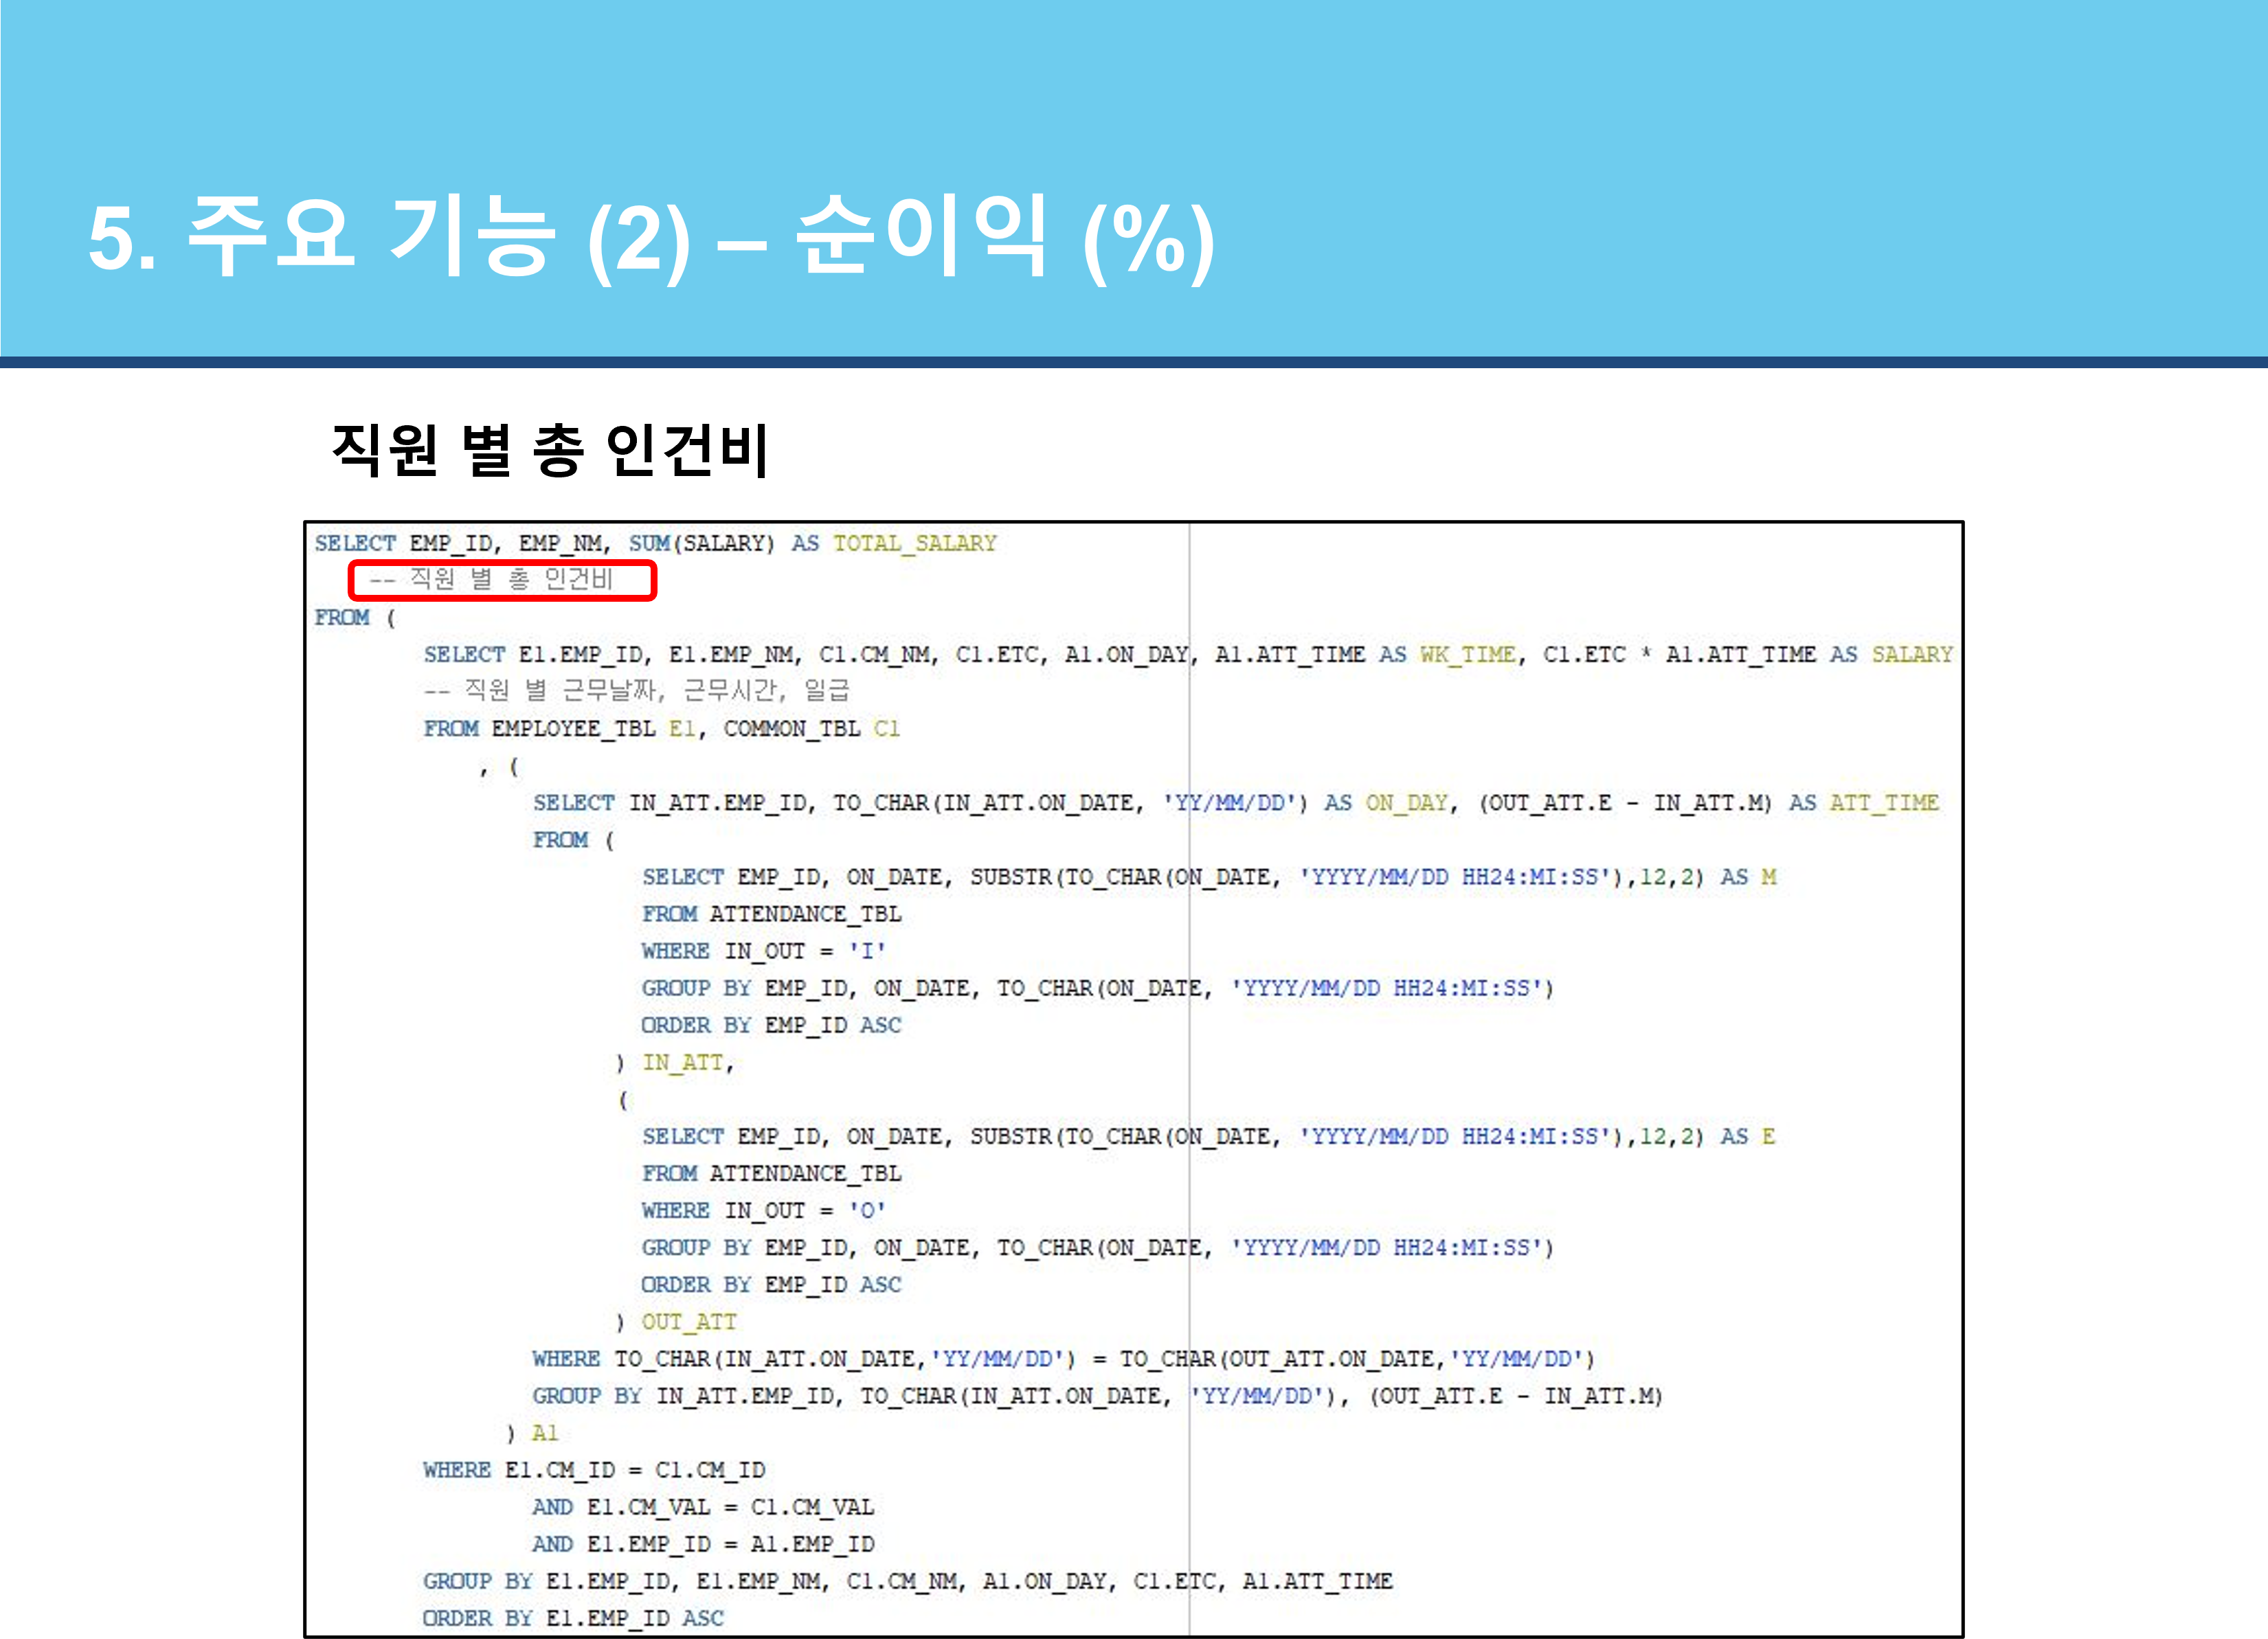 5. 주요 기능 (2) – 순이익 (%)
직원 별 총 인건비
SELECT EMP_ID, EMP_NM, SUM(SALARY) AS TOTAL_SALARY
-- 직원 별 총 인건비
FROM (
SELECT E1.EMP_ID, E1.EMP_NM, C1.CM_NM, C1.ETC, A1.ON_DAY, A1.ATT_TIME AS WK_TIME, C1.ETC * A1.ATT_TIME AS SALARY
-- 직원 별 근무날짜, 근무시간, 일급
FROM EMPLOYEE_TBL E1, COMMON_TBL C1
, (
SELECT IN_ATT.EMP_ID, TO_CHAR(IN_ATT.ON_DATE, 'YY/MM/DD') AS ON_DAY, (OUT_ATT.E - IN_ATT.M) AS ATT_TIME
FROM (
SELECT EMP_ID, ON_DATE, SUBSTR(TO_CHAR(ON_DATE, 'YYYY/MM/DD HH24:MI:SS'),12,2) AS M
FROM ATTENDANCE_TBL
WHERE IN_OUT = 'I'
GROUP BY EMP_ID, ON_DATE, TO_CHAR(ON_DATE, 'YYYY/MM/DD HH24:MI:SS')
ORDER BY EMP_ID ASC
) IN_ATT,
(
SELECT EMP_ID, ON_DATE, SUBSTR(TO_CHAR(ON_DATE, 'YYYY/MM/DD HH24:MI:SS'),12,2) AS E
FROM ATTENDANCE_TBL
WHERE IN_OUT = 'O'
GROUP BY EMP_ID, ON_DATE, TO_CHAR(ON_DATE, 'YYYY/MM/DD HH24:MI:SS')
ORDER BY EMP_ID ASC
) OUT_ATT
WHERE TO_CHAR(IN_ATT.ON_DATE,'YY/MM/DD') = TO_CHAR(OUT_ATT.ON_DATE,'YY/MM/DD')
GROUP BY IN_ATT.EMP_ID, TO_CHAR(IN_ATT.ON_DATE, 'YY/MM/DD'), (OUT_ATT.E - IN_ATT.M)
) A1
WHERE E1.CM_ID = C1.CM_ID
AND E1.CM_VAL = C1.CM_VAL
AND E1.EMP_ID = A1.EMP_ID
GROUP BY E1.EMP_ID, E1.EMP_NM, C1.CM_NM, A1.ON_DAY, C1.ETC, A1.ATT_TIME
ORDER BY E1.EMP_ID ASC